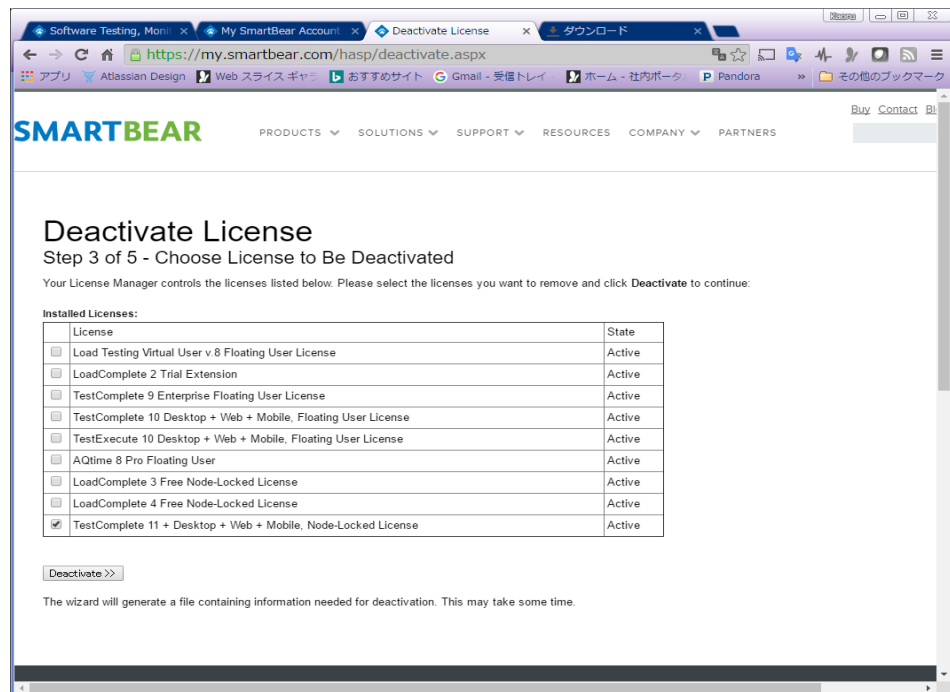 Software Testing, Moni
My SmartBear Account
Deactivate License
ダウンロード
https://my.smartbear.com/hasp/deactivate.aspx
アプリ Atlassian Design Web スライス ギャラ おすすめサイト Gmail - 受信トレイ - ホーム - 社内ポータ Pandora » その他のブックマーク
Buy Contact Bl
SMARTBEAR
PRODUCTS SOLUTIONS SUPPORT RESOURCES COMPANY PARTNERS
Deactivate License
Step 3 of 5 - Choose License to Be Deactivated
Your License Manager controls the licenses listed below. Please select the licenses you want to remove and click Deactivate to continue:
Installed Licenses:
License State
Load Testing Virtual User v.8 Floating User License Active
LoadComplete 2 Trial Extension Active
TestComplete 9 Enterprise Floating User License Active
TestComplete 10 Desktop + Web + Mobile, Floating User License Active
TestExecute 10 Desktop + Web + Mobile, Floating User License Active
AQtime 8 Pro Floating User Active
LoadComplete 3 Free Node-Locked License Active
LoadComplete 4 Free Node-Locked License Active
TestComplete 11 + Desktop + Web + Mobile, Node-Locked License Active
Deactivate >>
The wizard will generate a file containing information needed for deactivation. This may take some time.